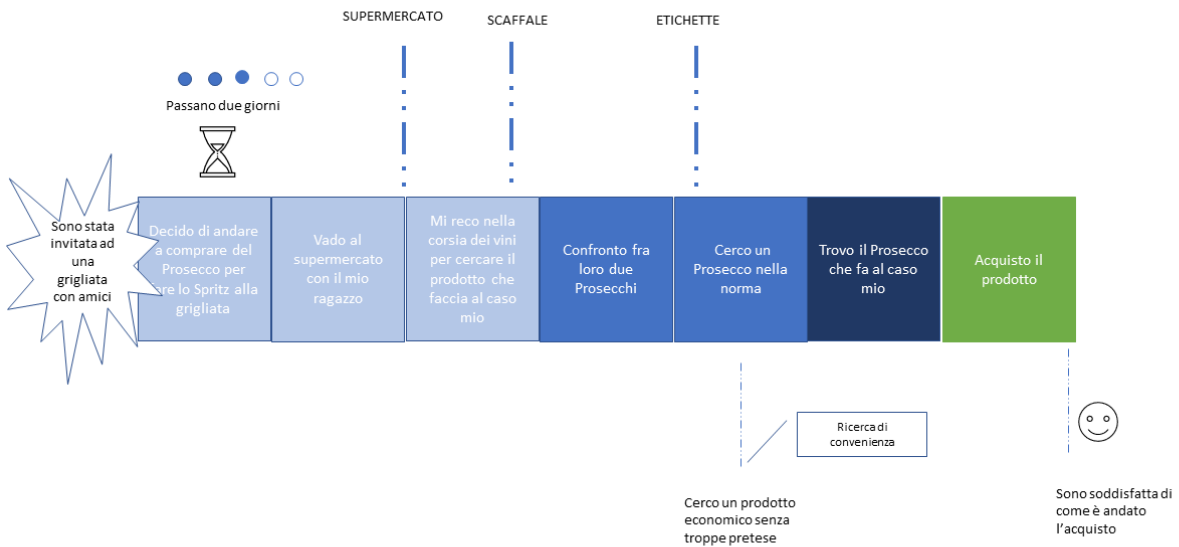 SUPERMERCATO
SCAFFALE
ETICHETTE
Passano due giorni
Sono stata
invitata ad
una
grigliata
con amici
Decido di andare
a comprare del
Prosecco per
are lo Spritz alla
grigliata
Vado al
supermercato
con il mio
ragazzo
Mi reco nella
corsia dei vini
per cercare il
prodotto che
faccia al caso
mio
Confronto fra
loro due
Prosecchi
Cerco un
Prosecco nella
norma
Trovo il Prosecco
che fa al caso
mio
Acquisto il
prodotto
Ricerca di
convenienza
Cerco un prodotto
economico senza
troppe pretese
Sono soddisfatta di
come è andato
l’acquisto